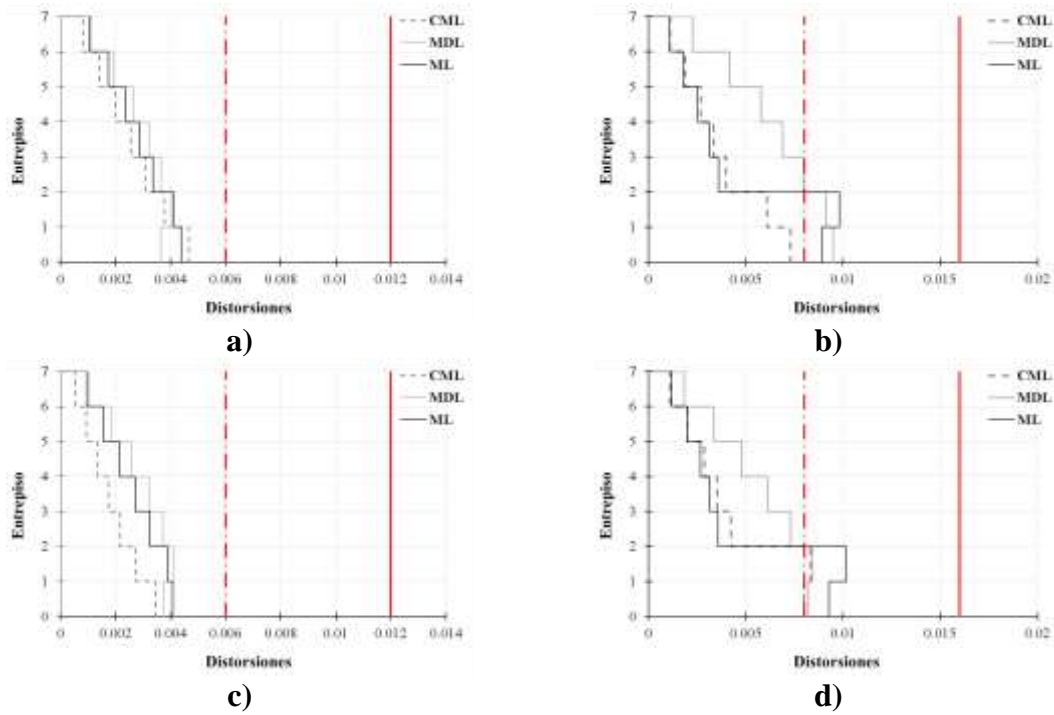 7
6
5
4
3
2
1
0
Entrepiso
0 0.002 0.004 0.006 0.008 0.01 0.012 0.014
Distorsiones
CML
MDL
ML
a)
7
6
5
4
3
2
1
0
Entrepiso
0 0.005 0.01 0.015 0.02
Distorsiones
CML
MDL
ML
b)
7
6
5
4
3
2
1
0
Entrepiso
0 0.002 0.004 0.006 0.008 0.01 0.012 0.014
Distorsiones
CML
MDL
ML
c)
7
6
5
4
3
2
1
0
Entrepiso
0 0.005 0.01 0.015 0.02
Distorsiones
CML
MDL
ML
d)